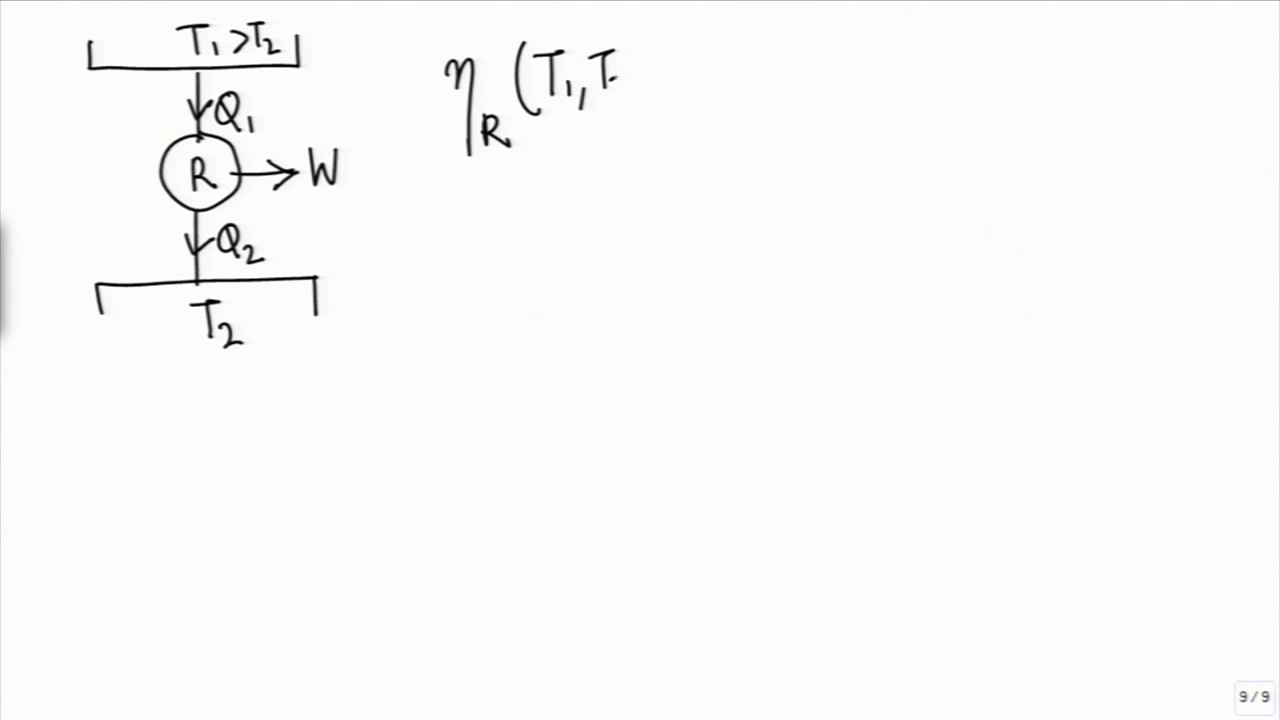 T₁ > T₂
Q₁
R → W
Q₂
T₂
η_R (T₁, T
9/9